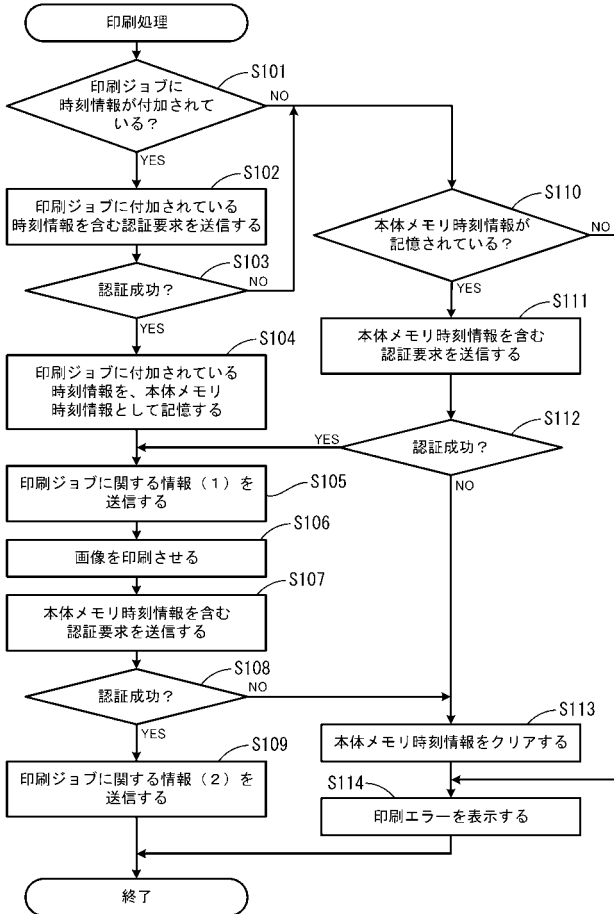 印刷処理
S101
印刷ジョブに
時刻情報が付加されて
いる？
NO
YES
S102
印刷ジョブに付加されている
時刻情報を含む認証要求を送信する
S103
認証成功？
NO
YES
S104
印刷ジョブに付加されている
時刻情報を、本体メモリ
時刻情報として記憶する
S110
本体メモリ時刻情報が
記憶されている？
NO
YES
S111
本体メモリ時刻情報を含む
認証要求を送信する
S112
認証成功？
YES
NO
S105
印刷ジョブに関する情報（１）を
送信する
S106
画像を印刷させる
S107
本体メモリ時刻情報を含む
認証要求を送信する
S108
認証成功？
NO
YES
S109
印刷ジョブに関する情報（２）を
送信する
S113
本体メモリ時刻情報をクリアする
S114
印刷エラーを表示する
終了